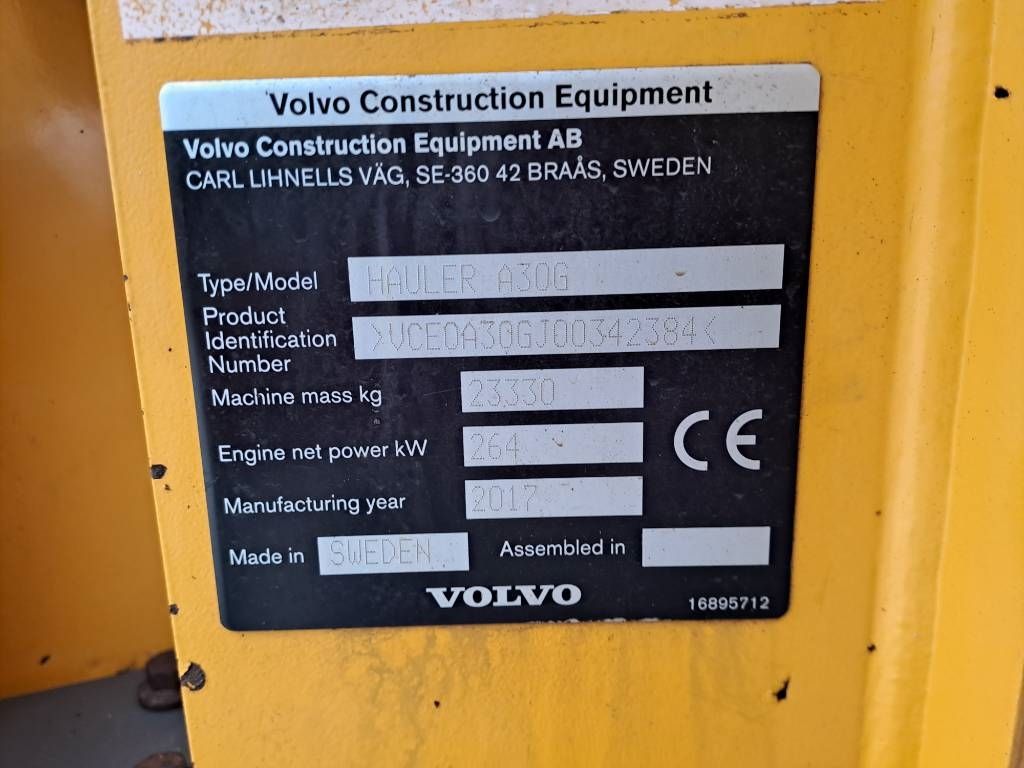 Volvo Construction Equipment
Volvo Construction Equipment AB
CARL LIHNELLS VÄG, SE-360 42 BRAÅS, SWEDEN
Type/Model HAULER A30G
Product
Identification >VCE0A30GJ00342384<
Number
Machine mass kg 23330
Engine net power kW 264
CE
Manufacturing year 2017
Made in SWEDEN Assembled in
VOLVO 16895712